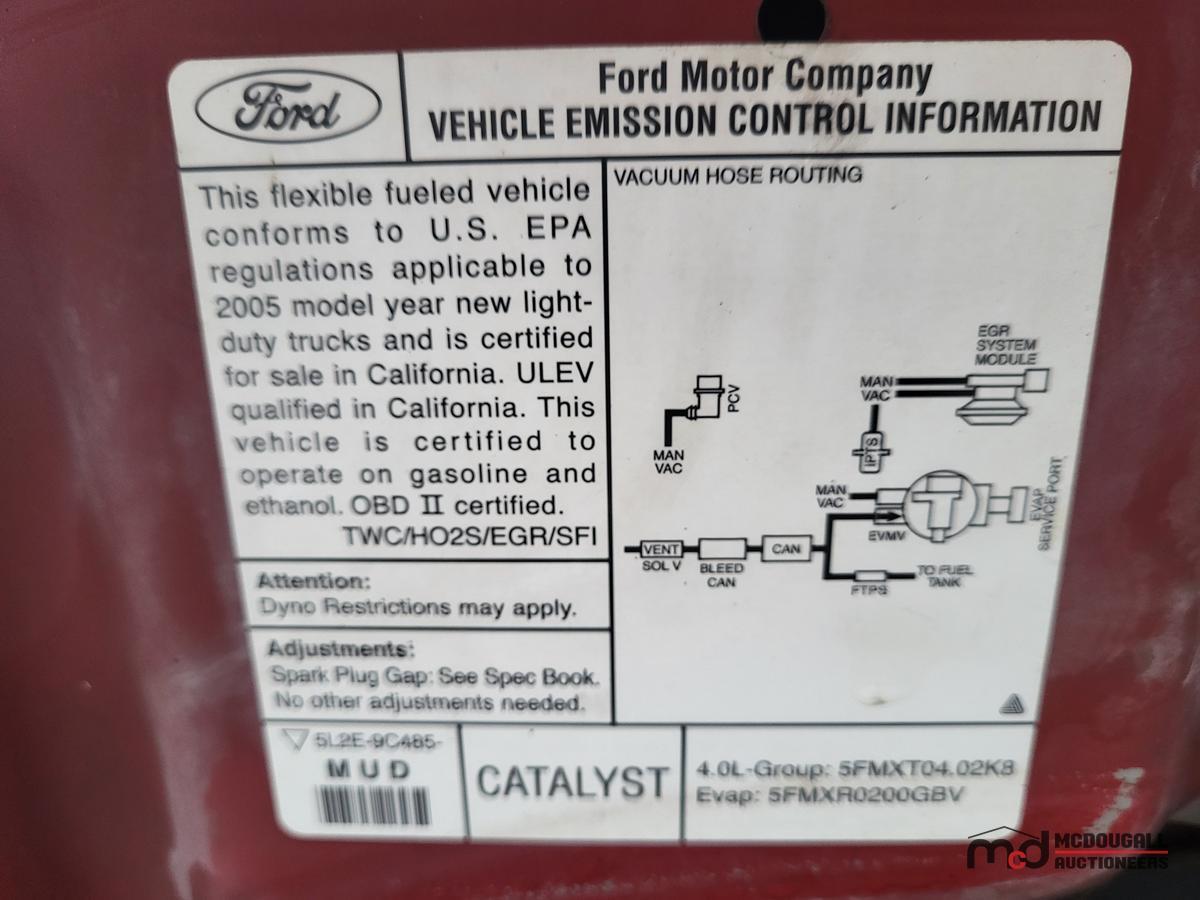 Ford
Ford Motor Company
VEHICLE EMISSION CONTROL INFORMATION
This flexible fueled vehicle
conforms to U.S. EPA
regulations applicable to
2005 model year new light-
duty trucks and is certified
for sale in California. ULEV
qualified in California. This
vehicle is certified to
operate on gasoline and
ethanol. OBD II certified.
TWC/HO2S/EGR/SFI
Attention:
Dyno Restrictions may apply.
Adjustments:
Spark Plug Gap: See Spec Book.
No other adjustments needed.
VACUUM HOSE ROUTING
EGR
SYSTEM
MODULE
MAN
VAC
PCV
MAN
VAC
IPTS
MAN
VAC
EVMV
EVAP
SERVICE PORT
VENT
SOL V
BLEED
CAN
CAN
FTPS
TO FUEL
TANK
5L2E-9C485-
MUD
CATALYST
4.0L-Group: 5FMXT04.02K8
Evap: 5FMXR0200GBV
mcd MCDOUGALL
AUCTIONEERS